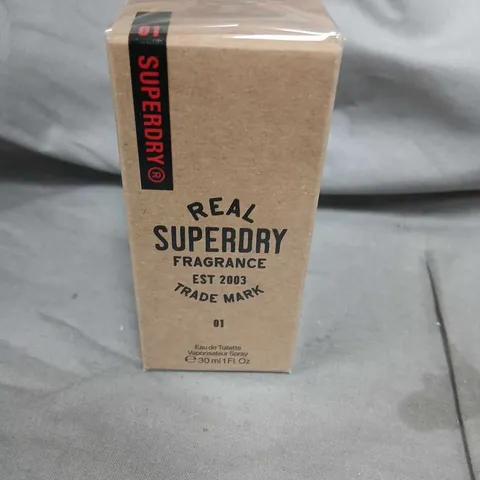 01 SUPERDRY®
REAL
SUPERDRY
FRAGRANCE
EST 2003
TRADE MARK
01
Eau de Toilette
Vaporisateur Spray
℮ 30 ml 1 Fl. Oz